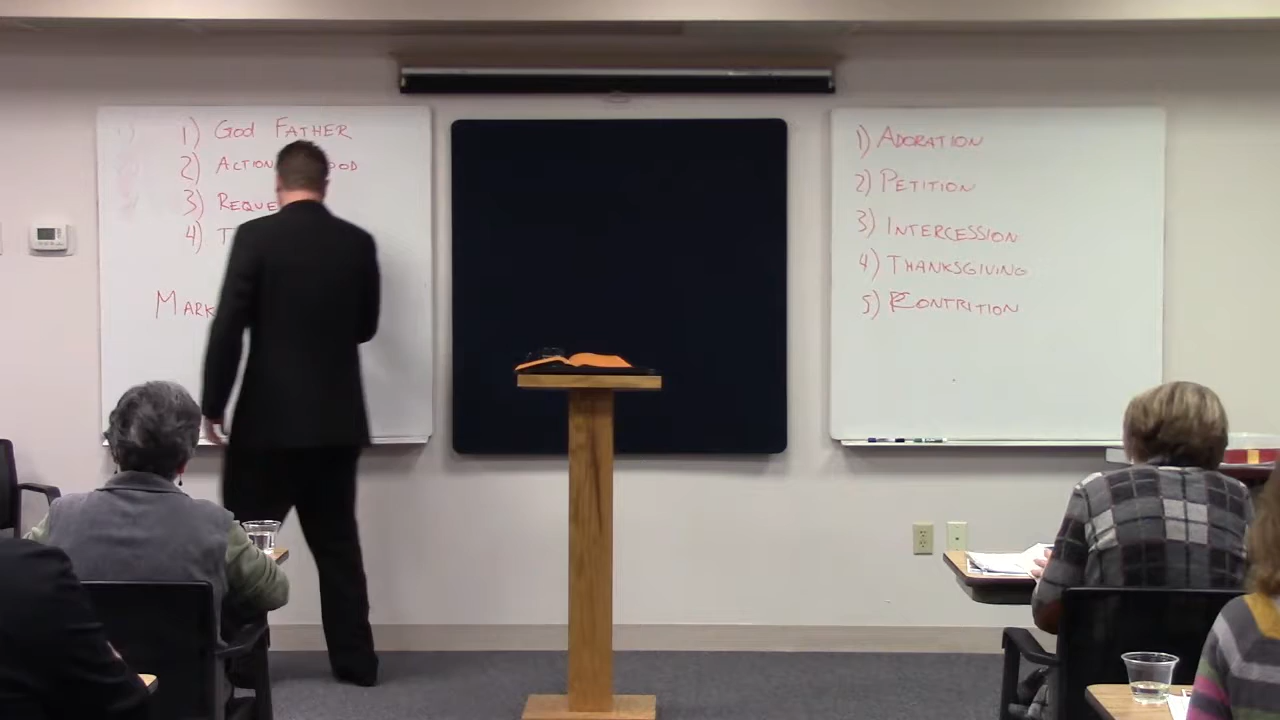 1) God Father
2) Action ood
3) Reque
4) T
Mark
1) Adoration
2) Petition
3) Intercession
4) Thanksgiving
5) Contrition